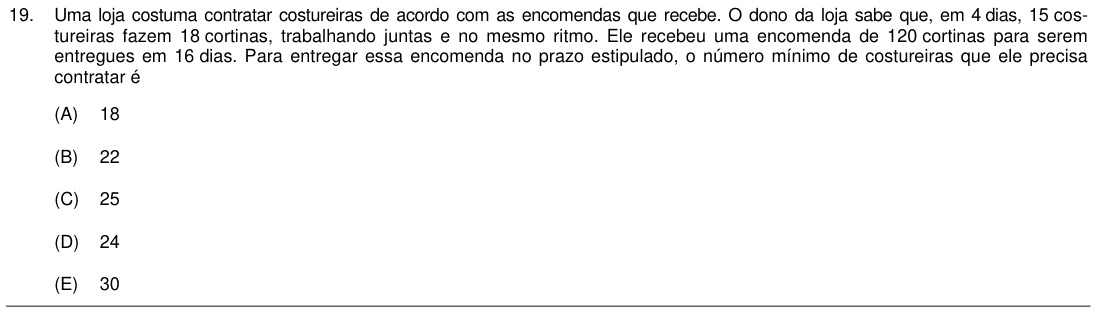 19. Uma loja costuma contratar costureiras de acordo com as encomendas que recebe. O dono da loja sabe que, em 4 dias, 15 cos-
tureiras fazem 18 cortinas, trabalhando juntas e no mesmo ritmo. Ele recebeu uma encomenda de 120 cortinas para serem
entregues em 16 dias. Para entregar essa encomenda no prazo estipulado, o número mínimo de costureiras que ele precisa
contratar é
(A) 18
(B) 22
(C) 25
(D) 24
(E) 30